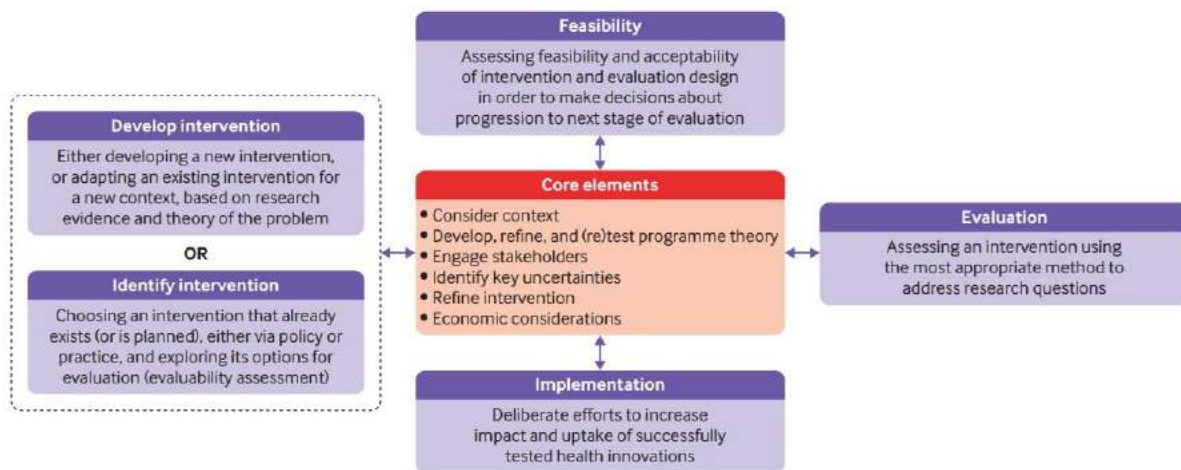 Feasibility
Assessing feasibility and acceptability
of intervention and evaluation design
in order to make decisions about
progression to next stage of evaluation
Develop intervention
Either developing a new intervention,
or adapting an existing intervention for
a new context, based on research
evidence and theory of the problem
OR
Identify intervention
Choosing an intervention that already
exists (or is planned), either via policy or
practice, and exploring its options for
evaluation (evaluability assessment)
Core elements
• Consider context
• Develop, refine, and (re)test programme theory
• Engage stakeholders
• Identify key uncertainties
• Refine intervention
• Economic considerations
Evaluation
Assessing an intervention using
the most appropriate method to
address research questions
Implementation
Deliberate efforts to increase
impact and uptake of successfully
tested health innovations